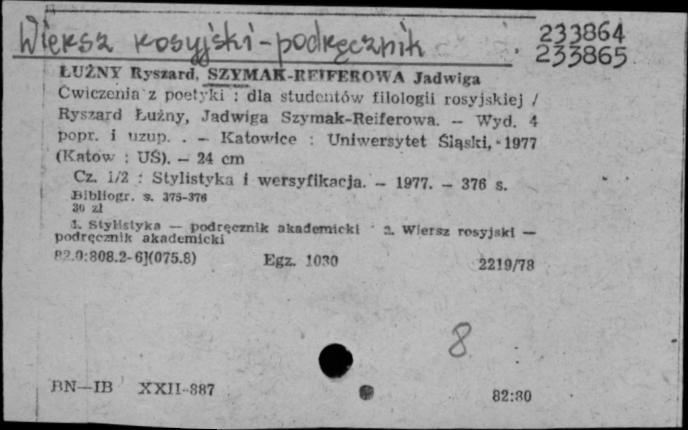 Wiersz rosyjski - podręcznik
233864
233865
ŁUŻNY Ryszard, SZYMAK-REIFEROWA Jadwiga
Cwiczenia z poetyki : dla studentów filologii rosyjskiej /
Ryszard Łużny, Jadwiga Szymak-Reiferowa. — Wyd. 4
popr. i uzup. . — Katowice : Uniwersytet Śląski, 1977
(Katow : UŚ). — 24 cm
Cz. 1/2 : Stylistyka i wersyfikacja. — 1977. — 376 s.
Bibliogr. s. 375-376
30 zł
1. Stylistyka — podręcznik akademicki 2. Wiersz rosyjski —
podręcznik akademicki
82.0:808.2-6](075.8) Egz. 1030 2219/78
8
BN—IB XXII-887 82:80